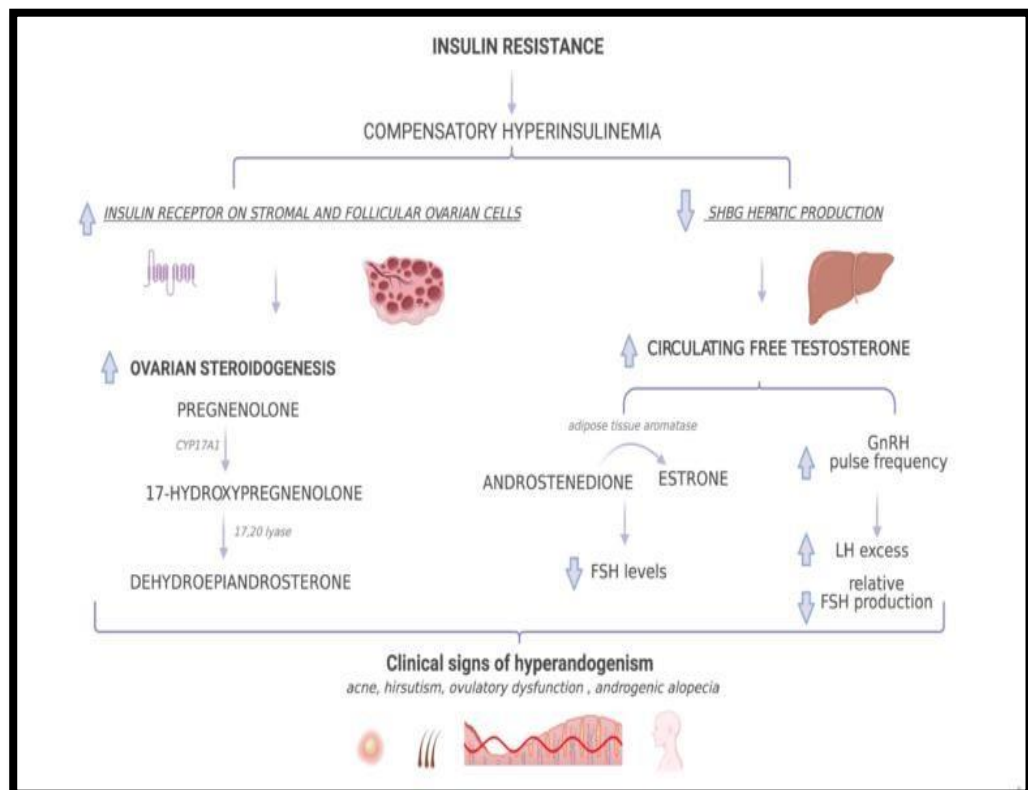 INSULIN RESISTANCE
COMPENSATORY HYPERINSULINEMIA
INSULIN RECEPTOR ON STROMAL AND FOLLICULAR OVARIAN CELLS
SHBG HEPATIC PRODUCTION
OVARIAN STEROIDOGENESIS
PREGNENOLONE
CYP17A1
17-HYDROXYPREGNENOLONE
17,20 lyase
DEHYDROEPIANDROSTERONE
CIRCULATING FREE TESTOSTERONE
adipose tissue aromatase
ANDROSTENEDIONE
ESTRONE
FSH levels
GnRH
pulse frequency
LH excess
relative
FSH production
Clinical signs of hyperandogenism
acne, hirsutism, ovulatory dysfunction , androgenic alopecia